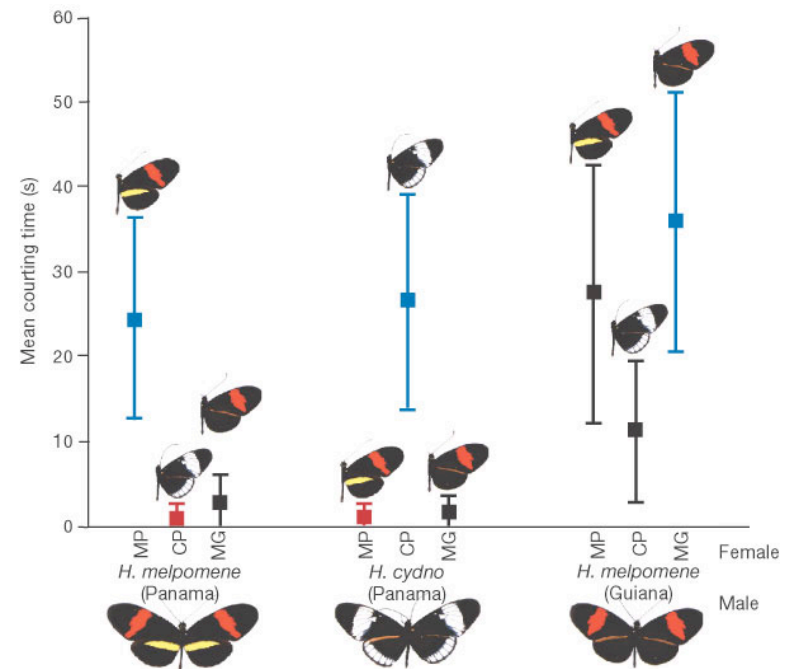 Mean courting time (s)
60
50
40
30
20
10
0
MP CP MG MP CP MG MP CP MG Female
H. melpomene H. cydno H. melpomene
(Panama) (Panama) (Guiana) Male